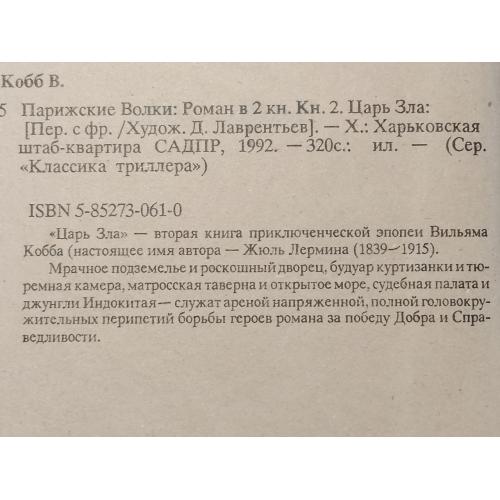 Кобб В.
5 Парижские Волки: Роман в 2 кн. Кн. 2. Царь Зла:
[Пер. с фр. /Худож. Д. Лаврентьев]. — Х.: Харьковская
штаб-квартира САДПР, 1992. — 320с.: ил. — (Сер.
«Классика триллера»)
ISBN 5-85273-061-0
«Царь Зла» — вторая книга приключенческой эпопеи Вильяма
Кобба (настоящее имя автора — Жюль Лермина (1839—1915).
Мрачное подземелье и роскошный дворец, будуар куртизанки и тю-
ремная камера, матросская таверна и открытое море, судебная палата и
джунгли Индокитая— служат ареной напряженной, полной головокру-
жительных перипетий борьбы героев романа за победу Добра и Спра-
ведливости.